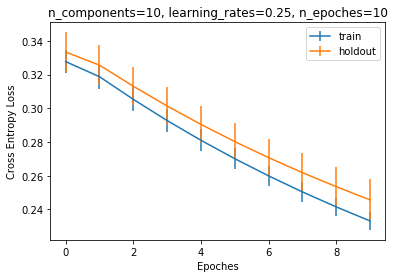 n_components=10, learning_rates=0.25, n_epoches=10
train
holdout
0.34
0.32
0.30
0.28
0.26
0.24
Cross Entropy Loss
0 2 4 6 8
Epoches